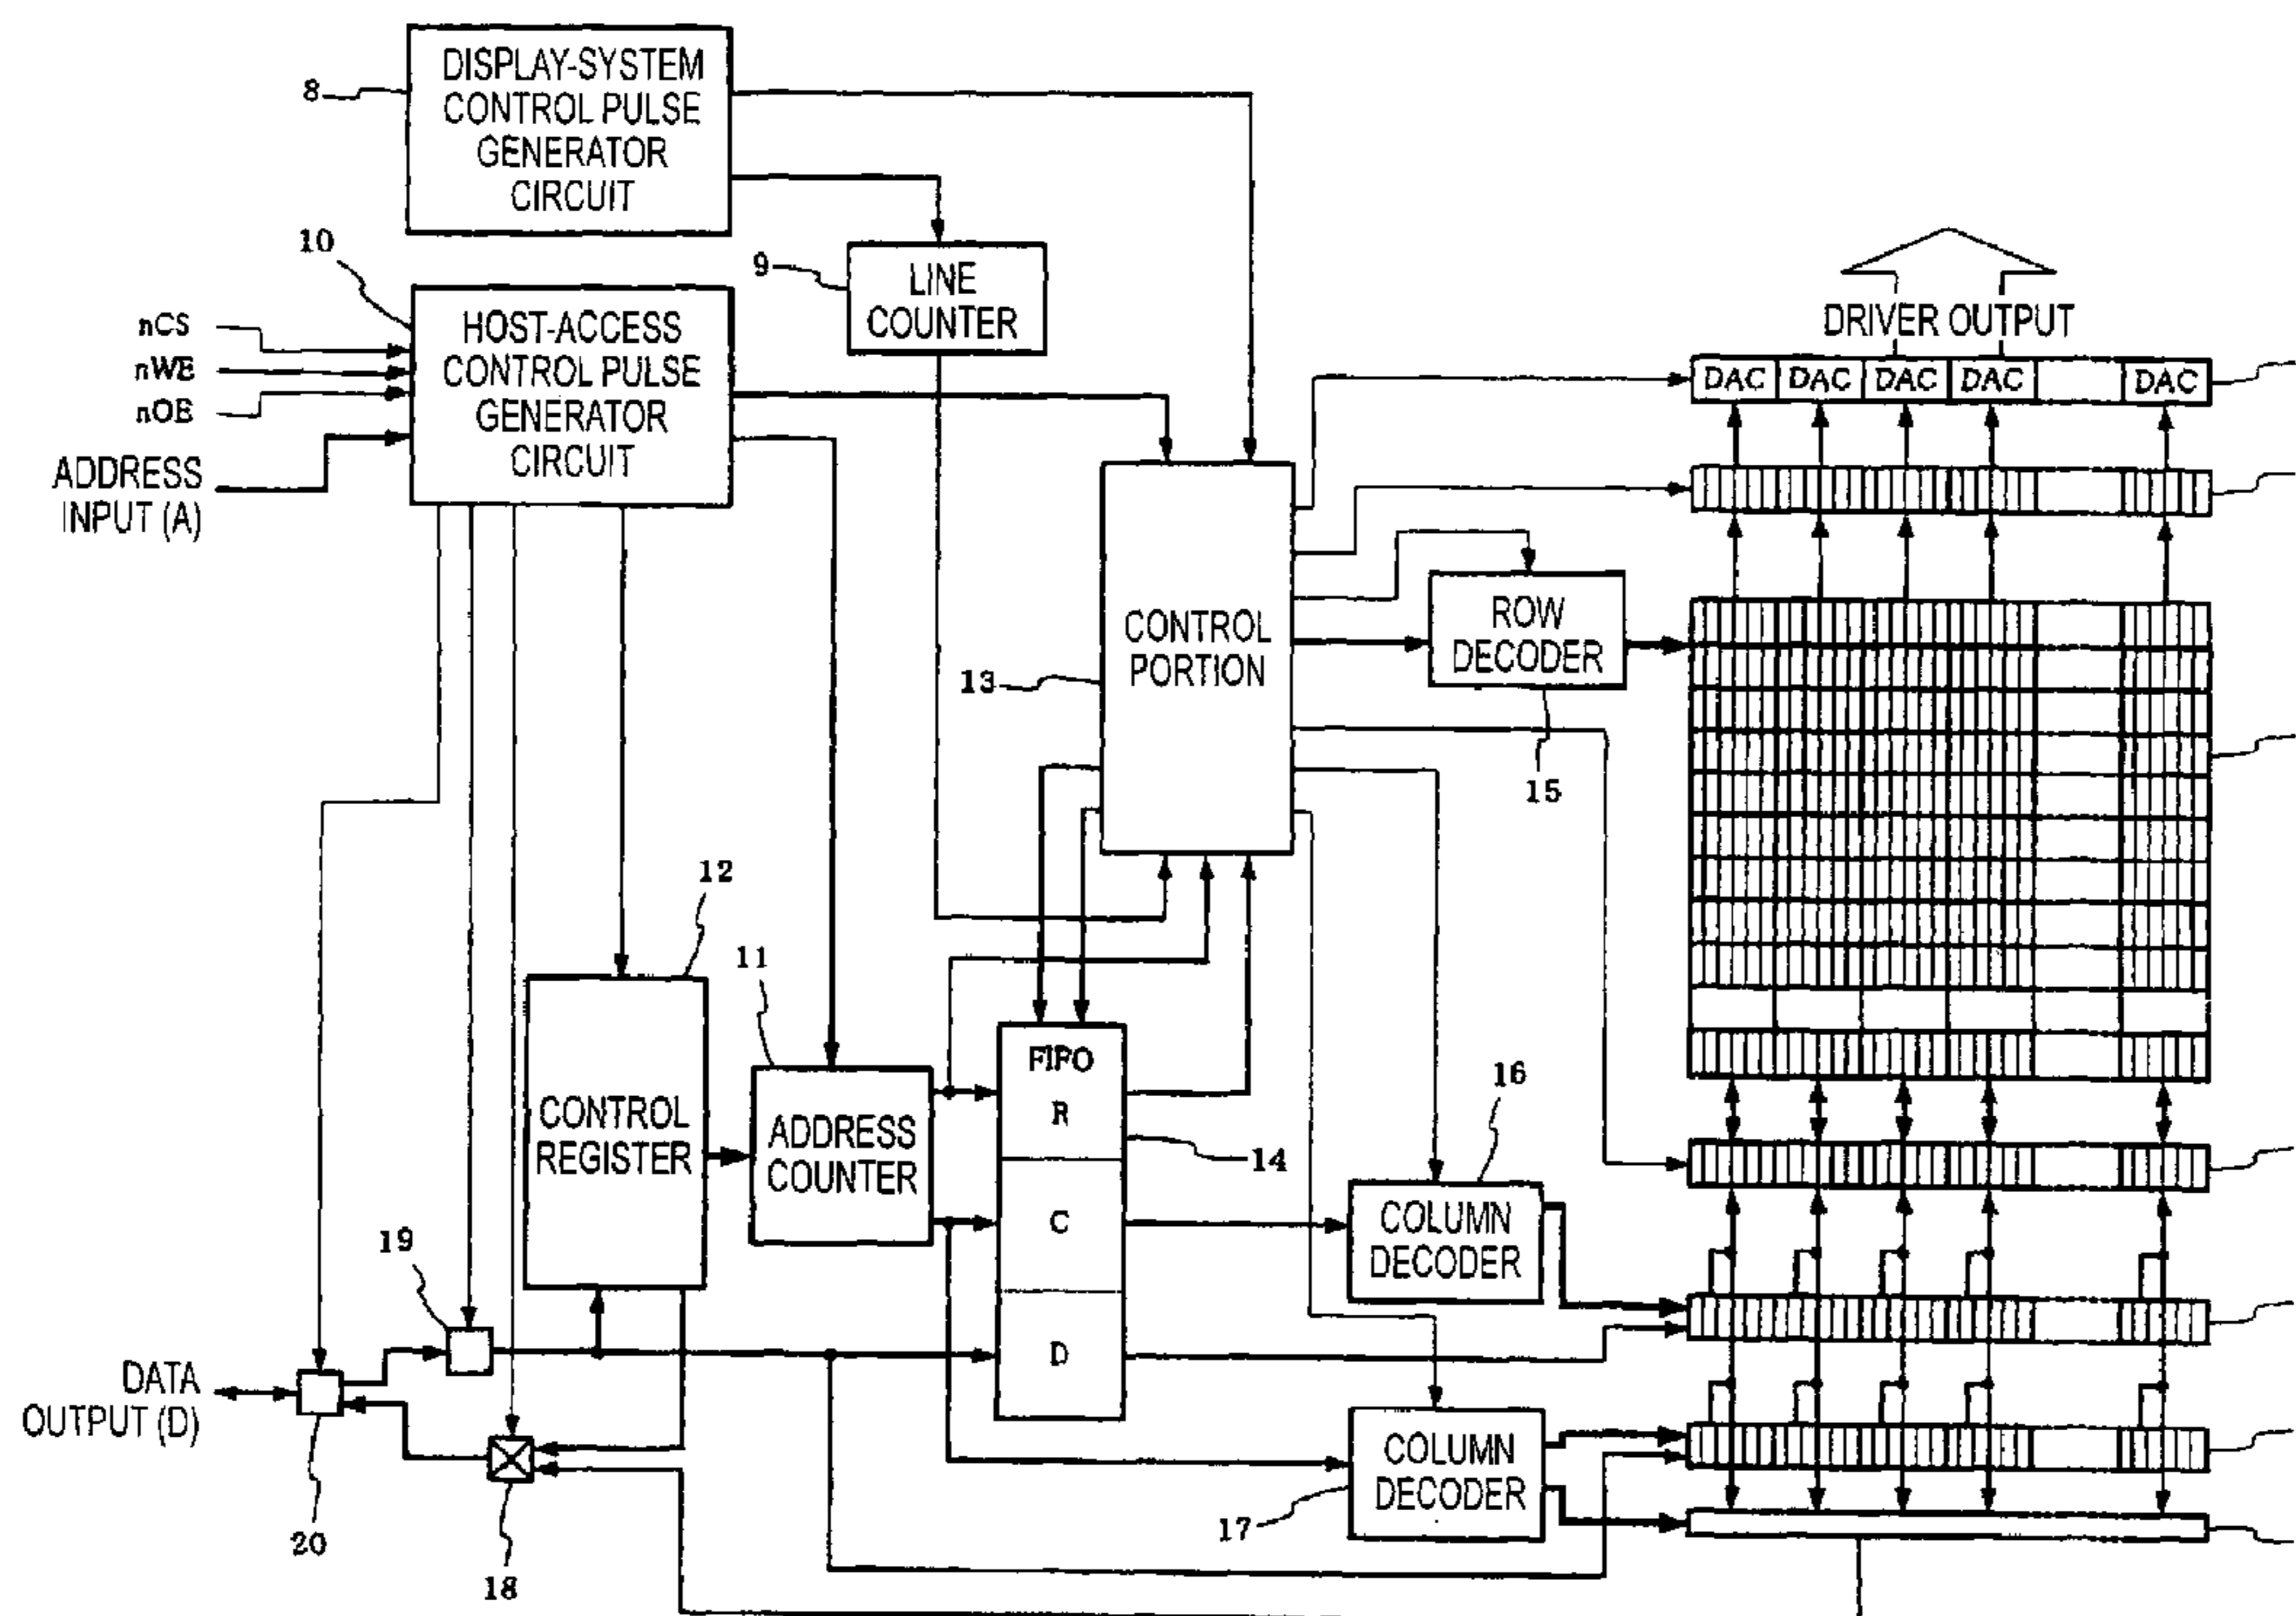 DISPLAY-SYSTEM
CONTROL PULSE
GENERATOR
CIRCUIT
8
10
9
LINE
COUNTER
nCS
nWE
nOE
ADDRESS
INPUT (A)
HOST-ACCESS
CONTROL PULSE
GENERATOR
CIRCUIT
DRIVER OUTPUT
DAC DAC DAC DAC DAC
CONTROL
PORTION
13
ROW
DECODER
15
12
11
CONTROL
REGISTER
ADDRESS
COUNTER
FIFO
R
C
D
14
16
COLUMN
DECODER
19
DATA
OUTPUT (D)
20
18
COLUMN
DECODER
17